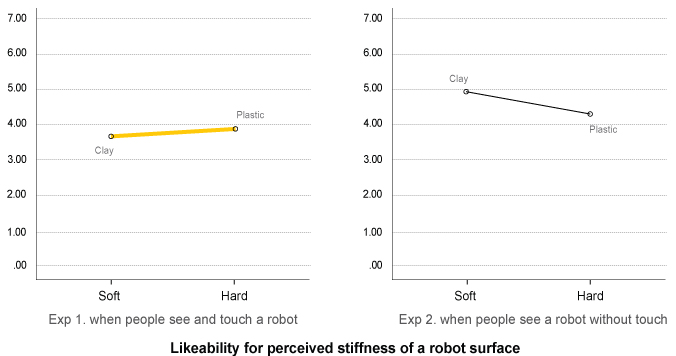 7.00
6.00
5.00
4.00
3.00
2.00
1.00
.00
Clay
Plastic
Soft
Hard
Exp 1. when people see and touch a robot
7.00
6.00
5.00
4.00
3.00
2.00
1.00
.00
Clay
Plastic
Soft
Hard
Exp 2. when people see a robot without touch
Likeability for perceived stiffness of a robot surface